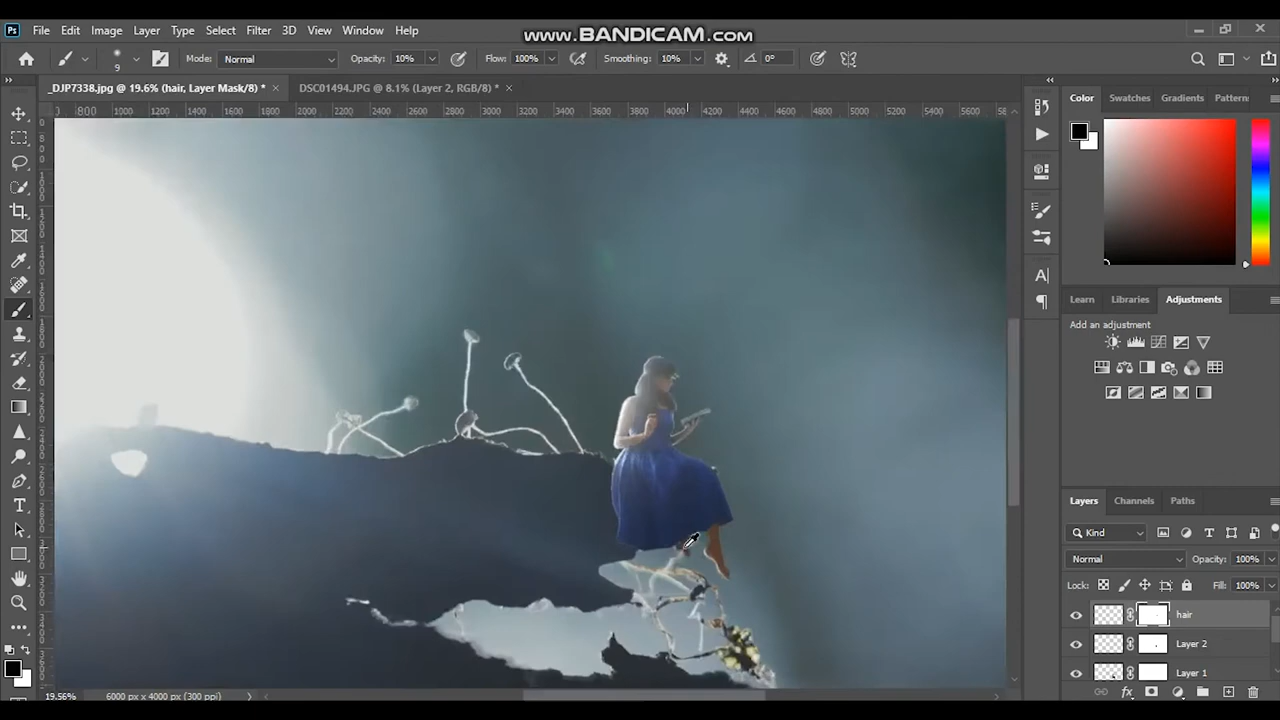 www.BANDICAM.com
Ps File Edit Image Layer Type Select Filter 3D View Window Help
9 Mode: Normal Opacity: 10% Flow: 100% Smoothing: 10% 0°
_DJP7338.jpg @ 19.6% (hair, Layer Mask/8) * × DSC01494.JPG @ 8.1% (Layer 2, RGB/8) * ×
0 800 1000 1200 1400 1600 1800 2000 2200 2400 2600 2800 3000 3200 3400 3600 3800 4000 4200 4400 4600 4800 5000 5200 5400 5600 58
Color Swatches Gradients Pattern
Learn Libraries Adjustments
Add an adjustment
Layers Channels Paths
Kind
Normal Opacity: 100%
Lock: Fill: 100%
hair
Layer 2
Layer 1
19.56% 6000 px x 4000 px (300 ppi)